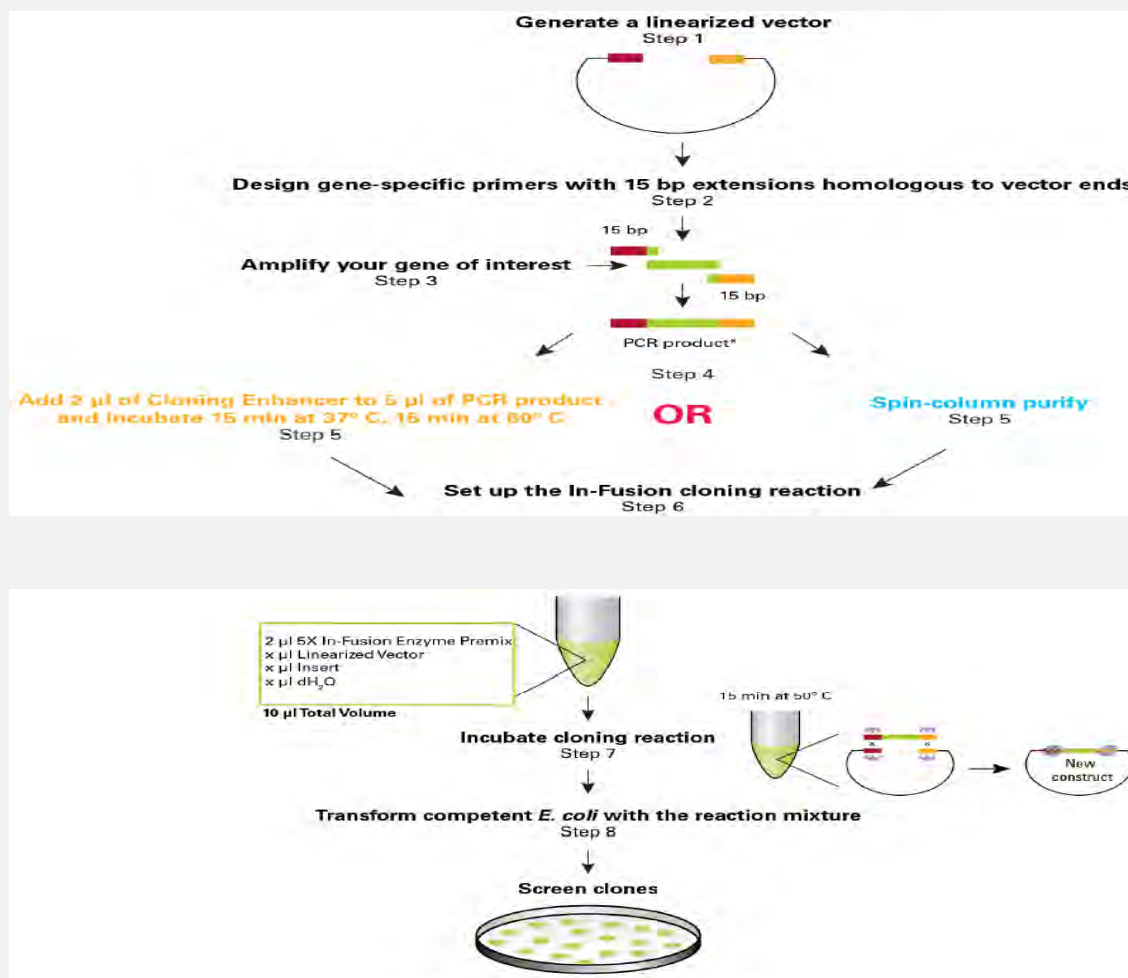 Generate a linearized vector
Step 1
Design gene-specific primers with 15 bp extensions homologous to vector ends
Step 2
15 bp
Amplify your gene of interest
Step 3
15 bp
PCR product*
Step 4
Add 2 µl of Cloning Enhancer to 5 µl of PCR product
and Incubate 15 min at 37° C, 15 min at 80° C
Step 5
OR
Spin-column purify
Step 5
Set up the In-Fusion cloning reaction
Step 6
2 µl 5X In-Fusion Enzyme Premix
x µl Linearized Vector
x µl Insert
x µl dH₂O
10 µl Total Volume
15 min at 50° C
Incubate cloning reaction
Step 7
x x
New
construct
Transform competent E. coli with the reaction mixture
Step 8
Screen clones